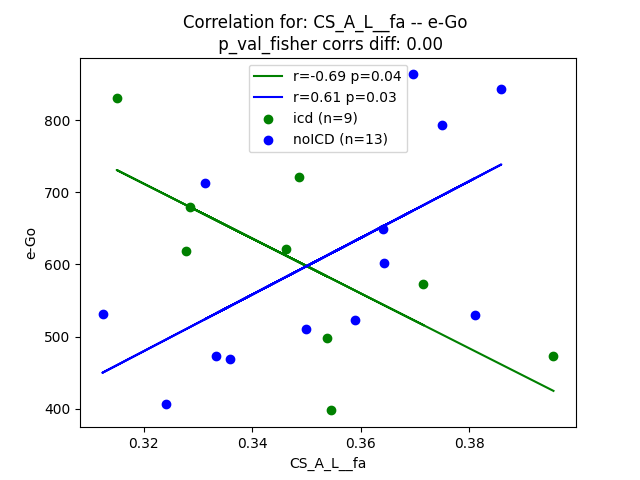 Correlation for: CS_A_L__fa -- e-Go
p_val_fisher corrs diff: 0.00
r=-0.69 p=0.04
r=0.61 p=0.03
icd (n=9)
noICD (n=13)
800
700
600
500
400
e-Go
0.32
0.34
0.36
0.38
CS_A_L__fa